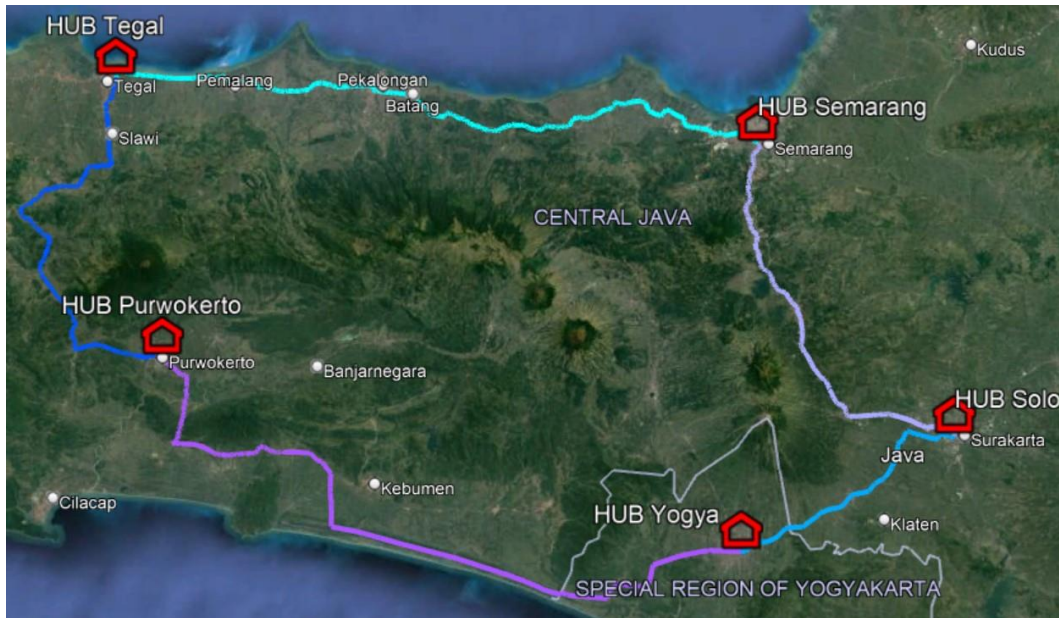 HUB Tegal
Kudus
Tegal
Pemalang
Pekalongan
Batang
HUB Semarang
Slawi
Semarang
CENTRAL JAVA
HUB Purwokerto
Purwokerto
Banjarnegara
HUB Solo
Surakarta
Java
Kebumen
Cilacap
HUB Yogya
Klaten
SPECIAL REGION OF YOGYAKARTA